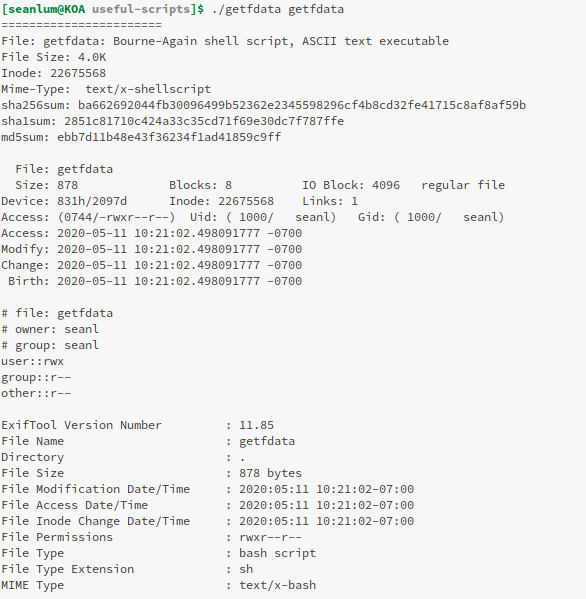 [seanlum@KOA useful-scripts]$ ./getfdata getfdata
=======================
File: getfdata: Bourne-Again shell script, ASCII text executable
File Size: 4.0K
Inode: 22675568
Mime-Type:  text/x-shellscript
sha256sum: ba662692044fb30096499b52362e2345598296cf4b8cd32fe41715c8af8af59b
sha1sum: 2851c81710c424a33c35cd71f69e30dc7f787ffe
md5sum: ebb7d11b48e43f36234f1ad41859c9ff

  File: getfdata
  Size: 878             Blocks: 8          IO Block: 4096   regular file
Device: 831h/2097d      Inode: 22675568    Links: 1
Access: (0744/-rwxr--r--)  Uid: ( 1000/   seanl)   Gid: ( 1000/   seanl)
Access: 2020-05-11 10:21:02.498091777 -0700
Modify: 2020-05-11 10:21:02.498091777 -0700
Change: 2020-05-11 10:21:02.498091777 -0700
 Birth: 2020-05-11 10:21:02.498091777 -0700

# file: getfdata
# owner: seanl
# group: seanl
user::rwx
group::r--
other::r--

ExifTool Version Number         : 11.85
File Name                       : getfdata
Directory                       : .
File Size                       : 878 bytes
File Modification Date/Time     : 2020:05:11 10:21:02-07:00
File Access Date/Time           : 2020:05:11 10:21:02-07:00
File Inode Change Date/Time     : 2020:05:11 10:21:02-07:00
File Permissions                : rwxr--r--
File Type                       : bash script
File Type Extension             : sh
MIME Type                       : text/x-bash